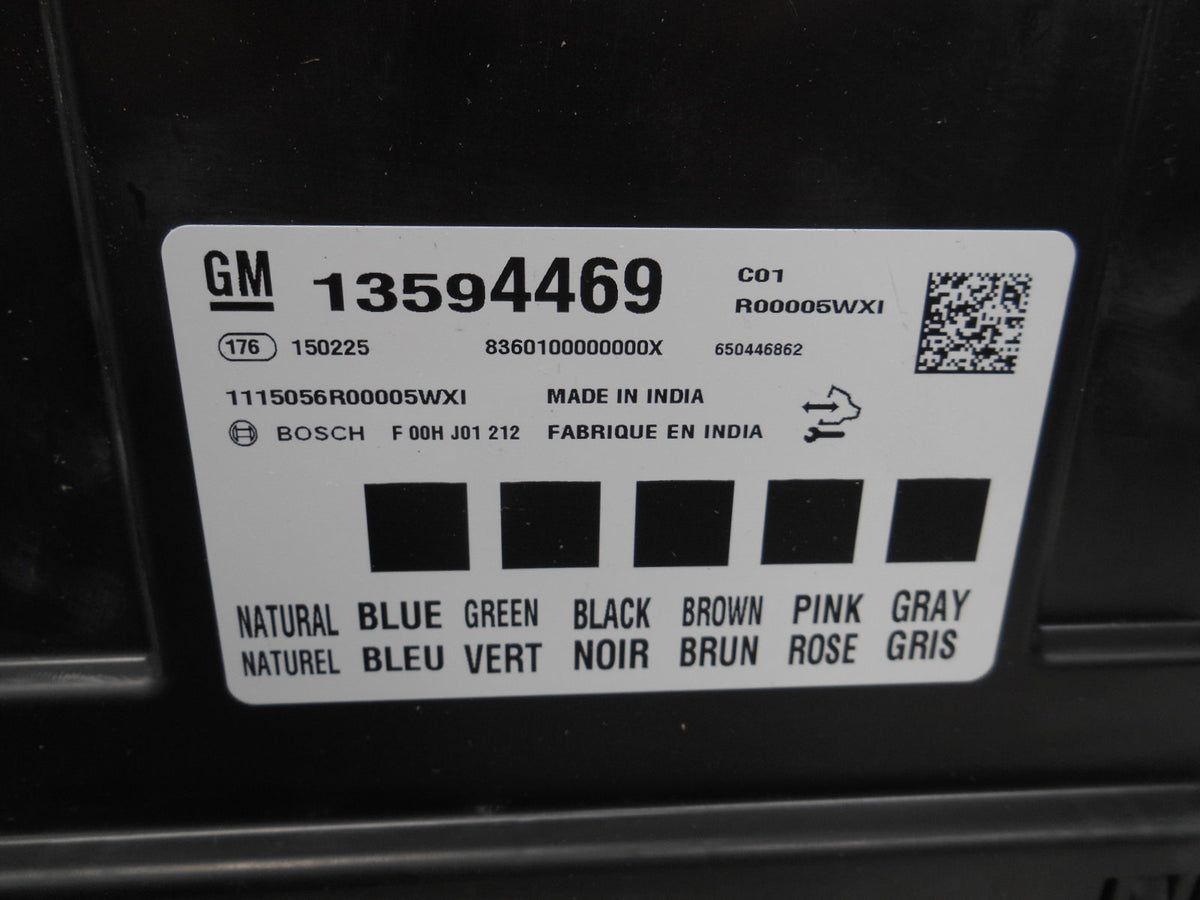 GM 13594469 C01
R00005WXI
176 150225 8360100000000X 650446862
1115056R00005WXI MADE IN INDIA
BOSCH F 00H J01 212 FABRIQUE EN INDIA
NATURAL BLUE GREEN BLACK BROWN PINK GRAY
NATUREL BLEU VERT NOIR BRUN ROSE GRIS